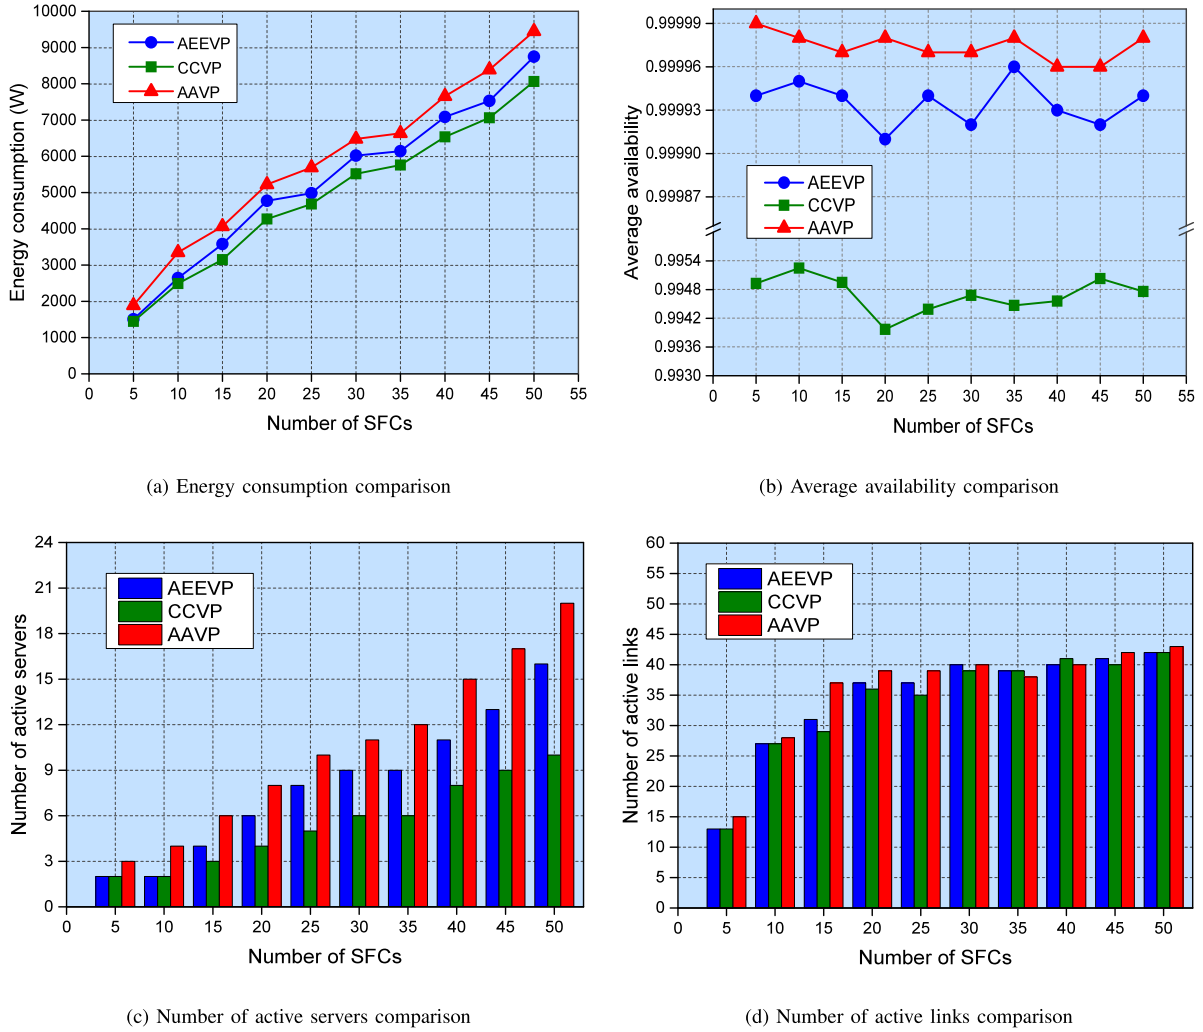 10000
9000
8000
7000
6000
5000
4000
3000
2000
1000
0
Energy consumption (W)
AEEVP
CCVP
AAVP
0 5 10 15 20 25 30 35 40 45 50 55
Number of SFCs
(a) Energy consumption comparison
0.99999
0.99996
0.99993
0.99990
0.99987
0.9954
0.9948
0.9942
0.9936
0.9930
Average availability
AEEVP
CCVP
AAVP
0 5 10 15 20 25 30 35 40 45 50 55
Number of SFCs
(b) Average availability comparison
24
21
18
15
12
9
6
3
0
Number of active servers
AEEVP
CCVP
AAVP
0 5 10 15 20 25 30 35 40 45 50
Number of SFCs
(c) Number of active servers comparison
60
55
50
45
40
35
30
25
20
15
10
5
0
Number of active links
AEEVP
CCVP
AAVP
0 5 10 15 20 25 30 35 40 45 50
Number of SFCs
(d) Number of active links comparison